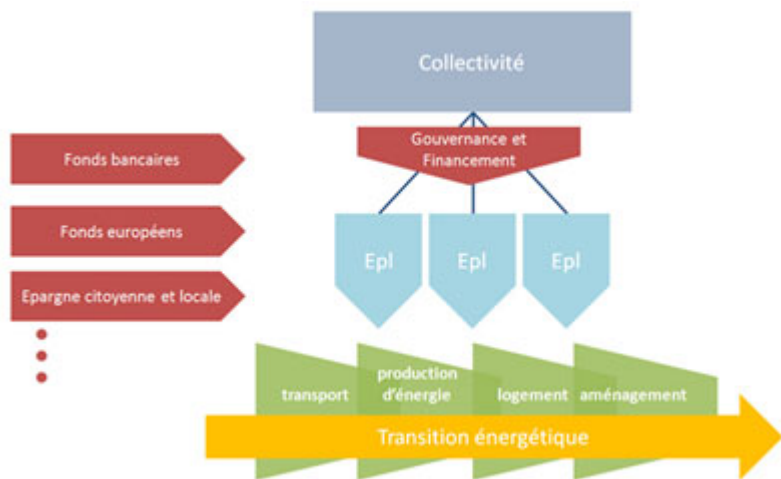 Collectivité
Gouvernance et
Financement
Fonds bancaires
Fonds européens
Epargne citoyenne et locale
Epl
Epl
Epl
transport
production
d'énergie
logement
aménagement
Transition énergétique